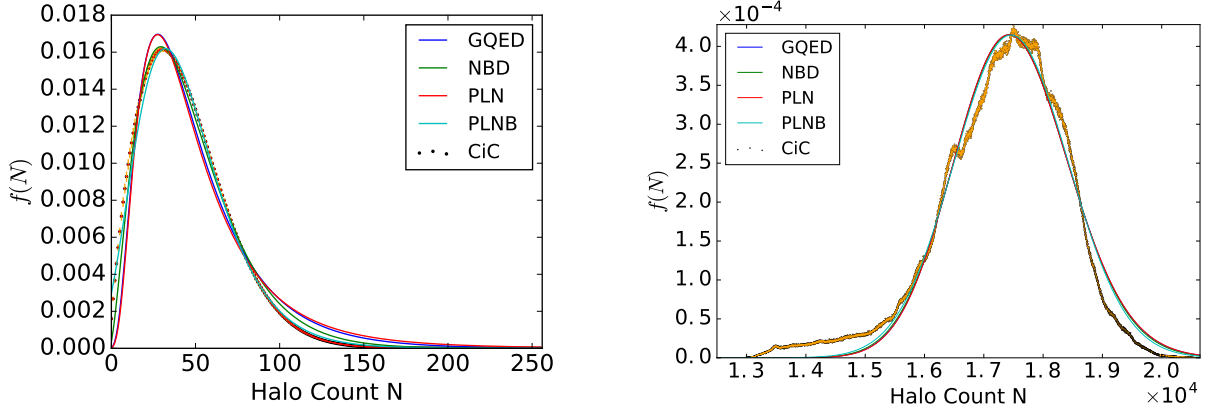 0.018
0.016
0.014
0.012
0.010
0.008
0.006
0.004
0.002
0.000
f(N)
0
50
100
150
200
250
Halo Count N
GQED
NBD
PLN
PLNB
CiC
×10⁻⁴
4.0
3.5
3.0
2.5
2.0
1.5
1.0
0.5
0.0
f(N)
1.3
1.4
1.5
1.6
1.7
1.8
1.9
2.0
Halo Count N
×10⁴
GQED
NBD
PLN
PLNB
CiC